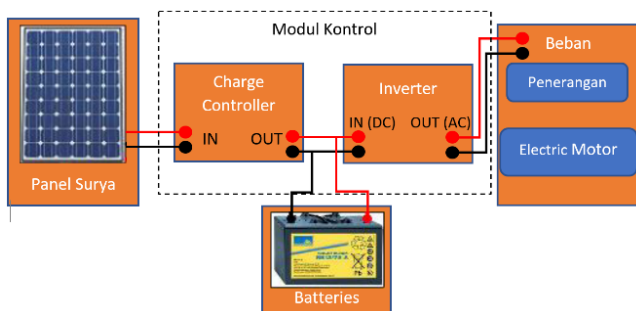 Modul Kontrol
Panel Surya
Charge
Controller
IN
OUT
Inverter
IN (DC)
OUT (AC)
Beban
Penerangan
Electric Motor
Batteries